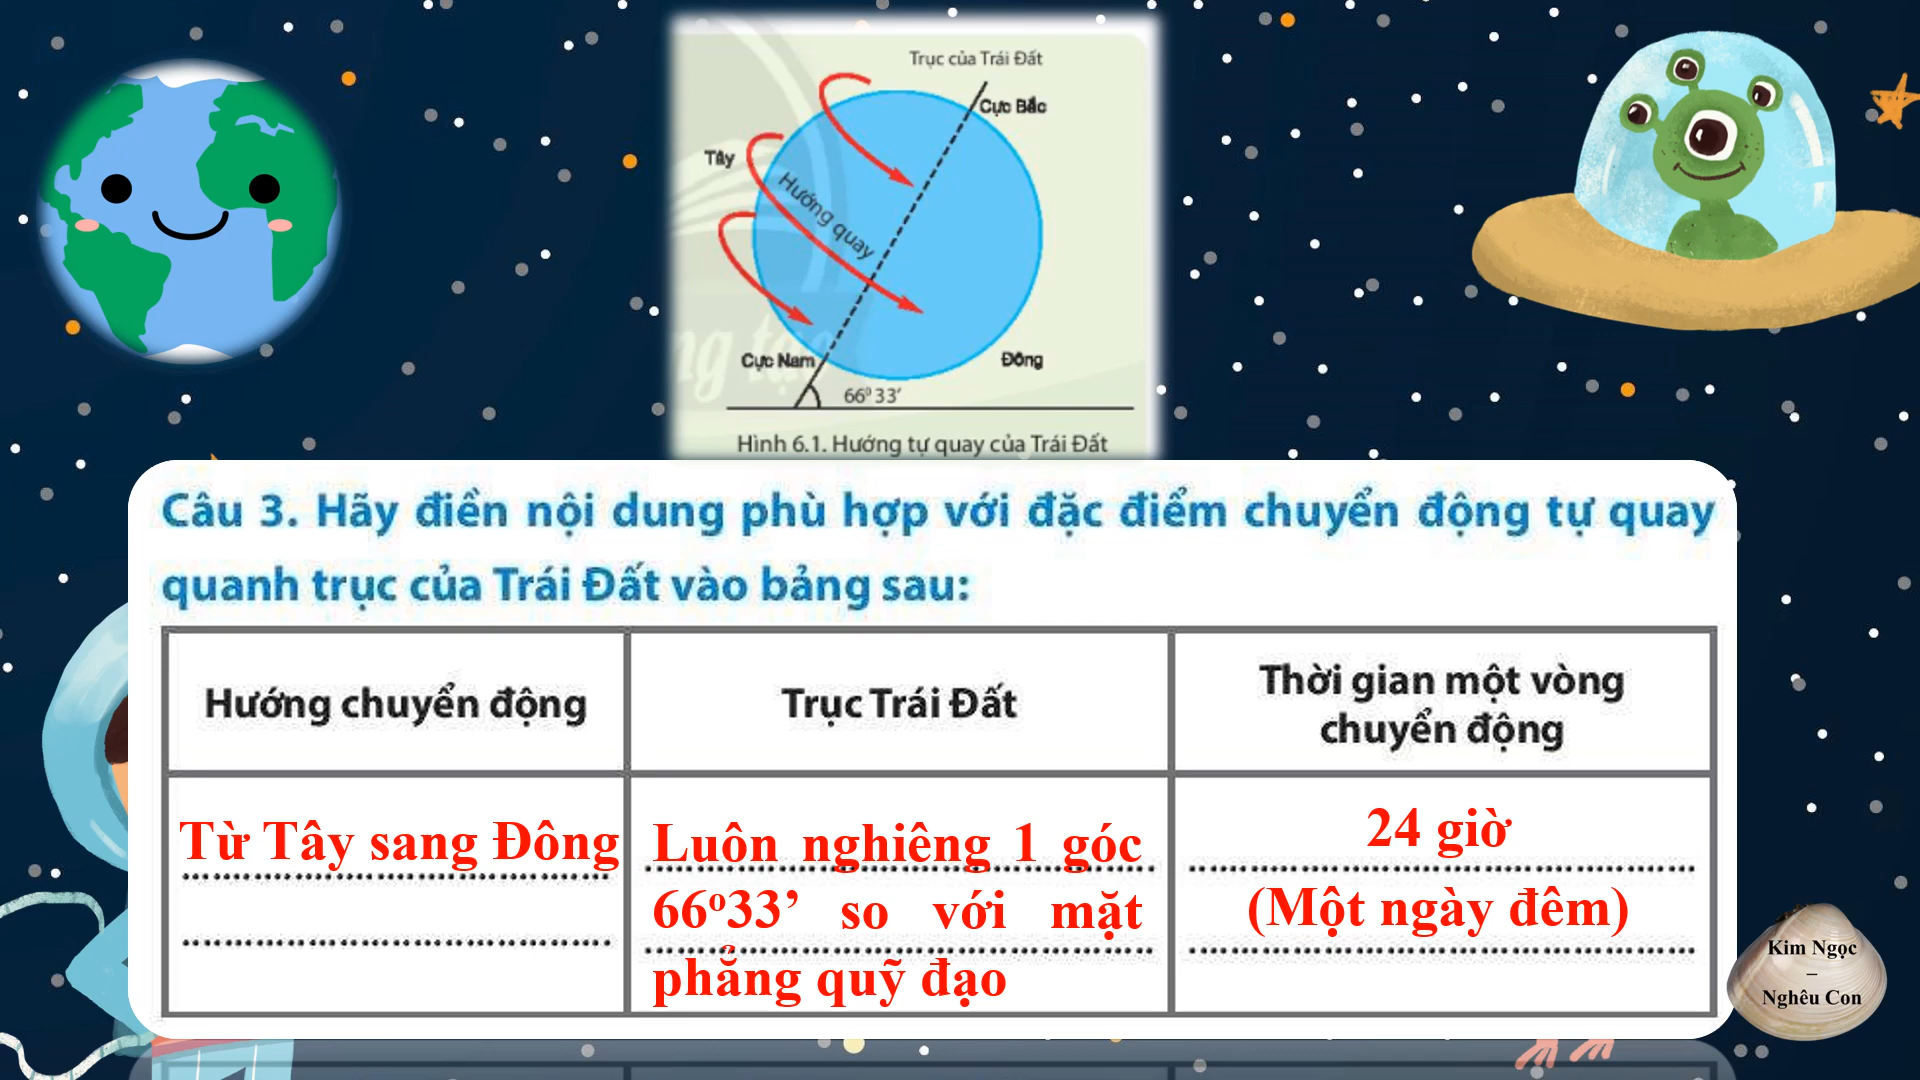 Trục của Trái Đất
Cực Bắc
Tây
Hướng quay
Cực Nam
Đông
66⁰33′
Hình 6.1. Hướng tự quay của Trái Đất
Câu 3. Hãy điền nội dung phù hợp với đặc điểm chuyển động tự quay
quanh trục của Trái Đất vào bảng sau:
Hướng chuyển động
Trục Trái Đất
Thời gian một vòng
chuyển động
Từ Tây sang Đông
Luôn nghiêng 1 góc
66º33’ so với mặt
phẳng quỹ đạo
24 giờ
(Một ngày đêm)
Kim Ngọc
–
Nghêu Con